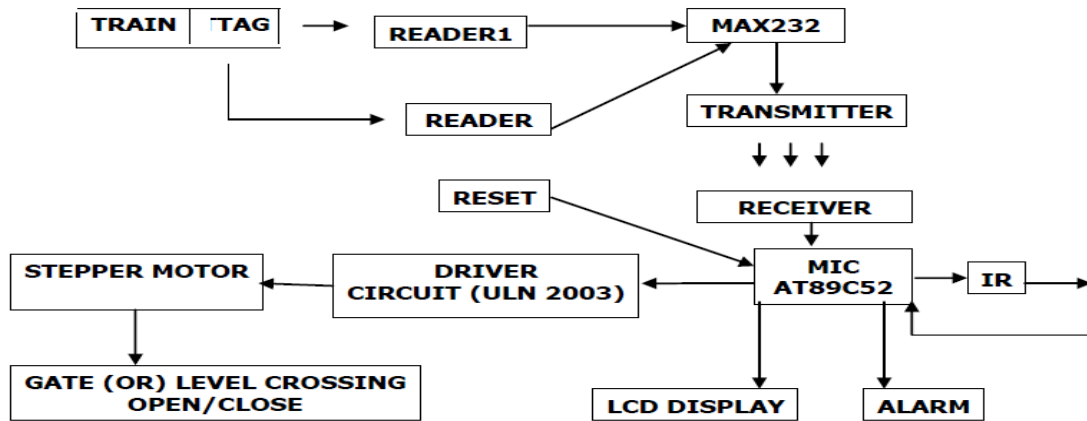 TRAIN TAG
READER1
MAX232
READER
TRANSMITTER
RESET
RECEIVER
STEPPER MOTOR
DRIVER
CIRCUIT (ULN 2003)
MIC
AT89C52
IR
GATE (OR) LEVEL CROSSING
OPEN/CLOSE
LCD DISPLAY
ALARM